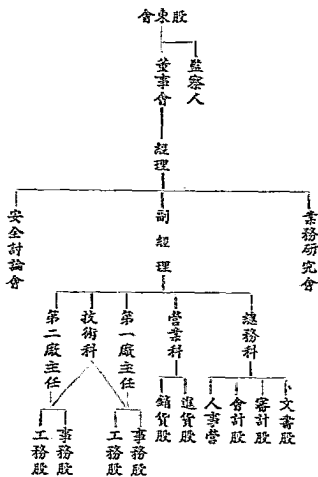 股東會
監察人
董事會
經理
業務研究會
副經理
安全討論會
總務科
營業科
第一廠主任
技術科
第二廠主任
文書股
審計股
會計股
人事營
進貨股
銷貨股
事務股
工務股
事務股
工務股